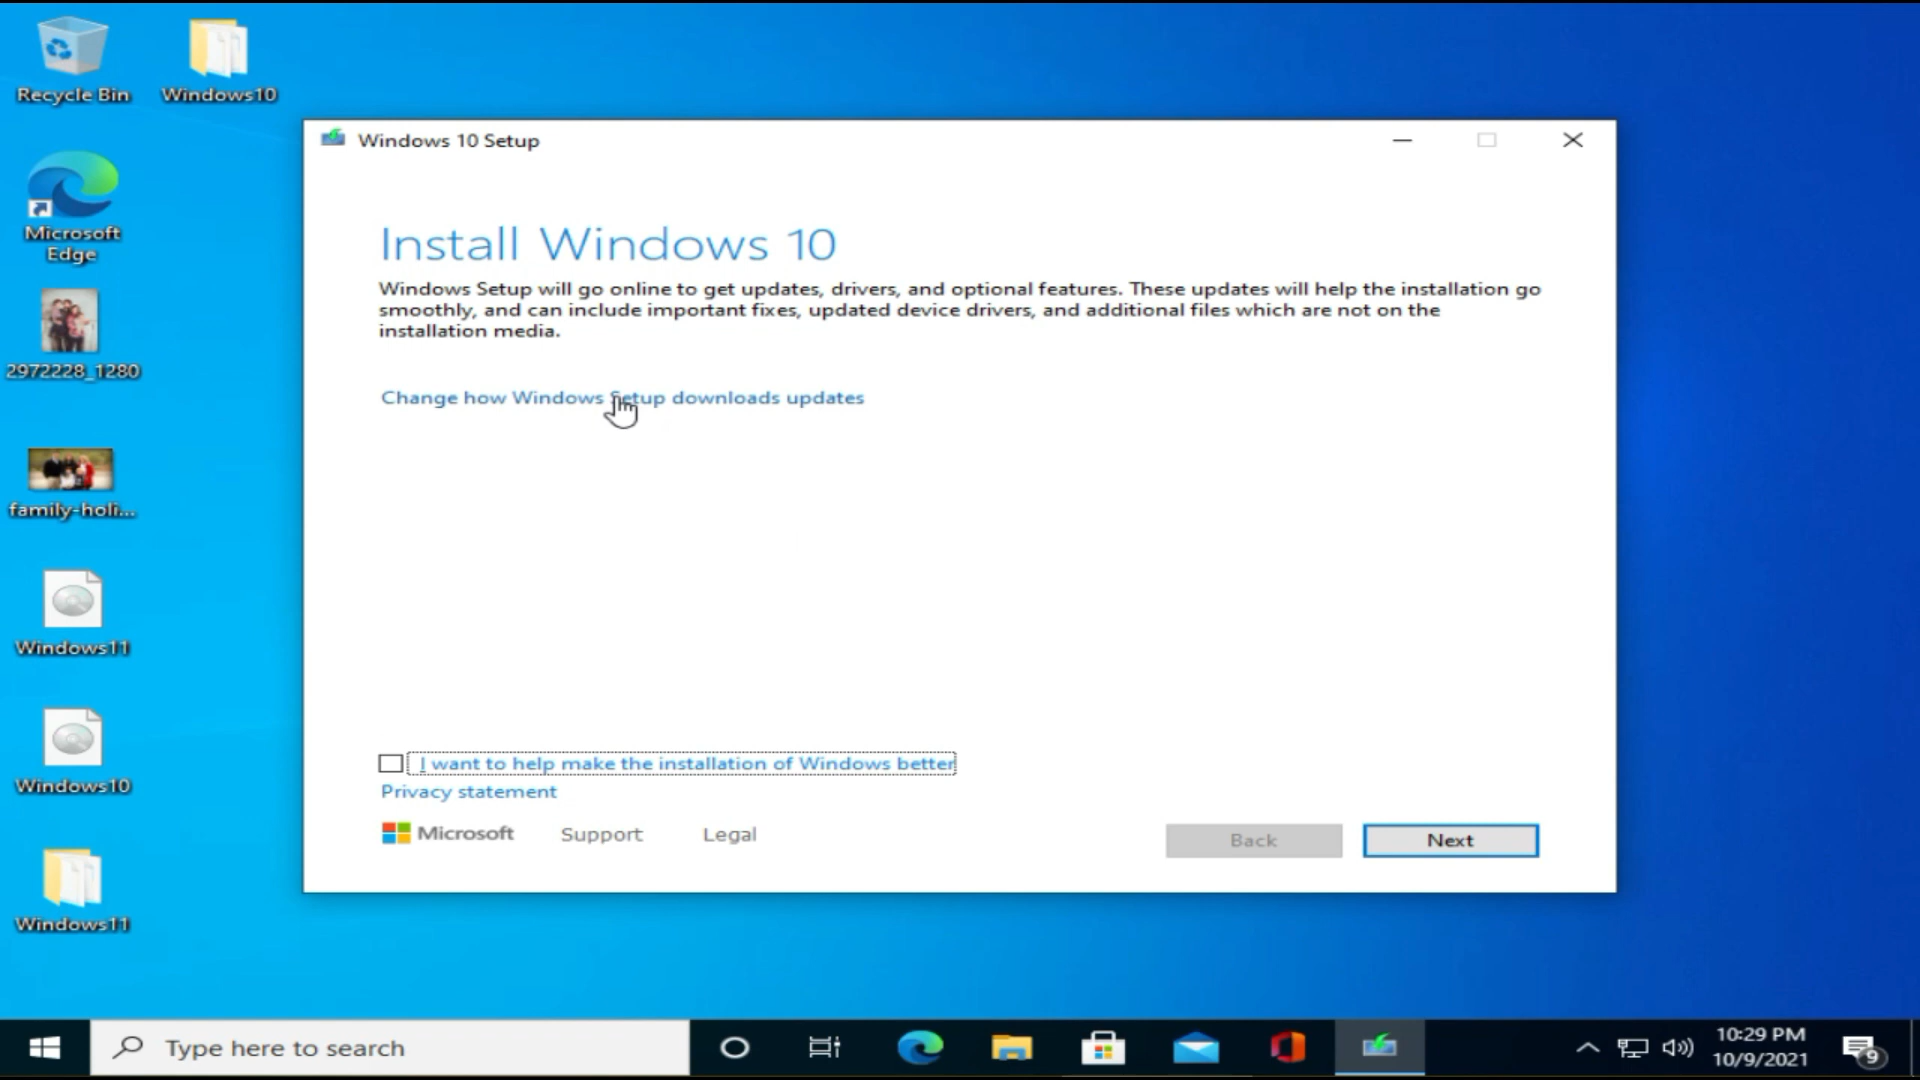 Recycle Bin
Windows10
Microsoft
Edge
2972228_1280
family-holi...
Windows11
Windows10
Windows11
Windows 10 Setup
Install Windows 10
Windows Setup will go online to get updates, drivers, and optional features. These updates will help the installation go
smoothly, and can include important fixes, updated device drivers, and additional files which are not on the
installation media.
Change how Windows Setup downloads updates
I want to help make the installation of Windows better
Privacy statement
Microsoft
Support
Legal
Back
Next
Type here to search
10:29 PM
10/9/2021
9